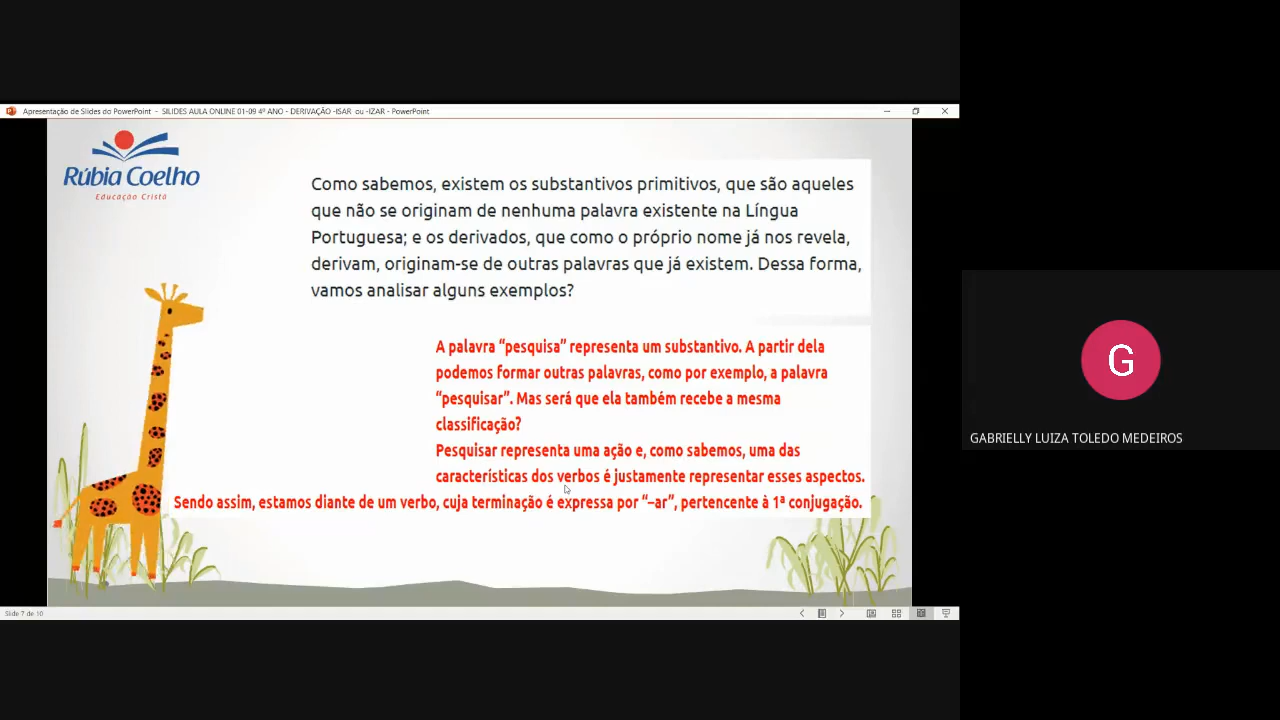 Apresentação de Slides do PowerPoint - SILIDES AULA ONLINE 01-09 4º ANO - DERIVAÇÃO -ISAR ou -IZAR - PowerPoint
Rúbia Coelho
Educação Cristã
Como sabemos, existem os substantivos primitivos, que são aqueles
que não se originam de nenhuma palavra existente na Língua
Portuguesa; e os derivados, que como o próprio nome já nos revela,
derivam, originam-se de outras palavras que já existem. Dessa forma,
vamos analisar alguns exemplos?
A palavra “pesquisa” representa um substantivo. A partir dela
podemos formar outras palavras, como por exemplo, a palavra
“pesquisar”. Mas será que ela também recebe a mesma
classificação?
Pesquisar representa uma ação e, como sabemos, uma das
características dos verbos é justamente representar esses aspectos.
Sendo assim, estamos diante de um verbo, cuja terminação é expressa por “–ar”, pertencente à 1ª conjugação.
Slide 7 de 10
G
GABRIELLY LUIZA TOLEDO MEDEIROS